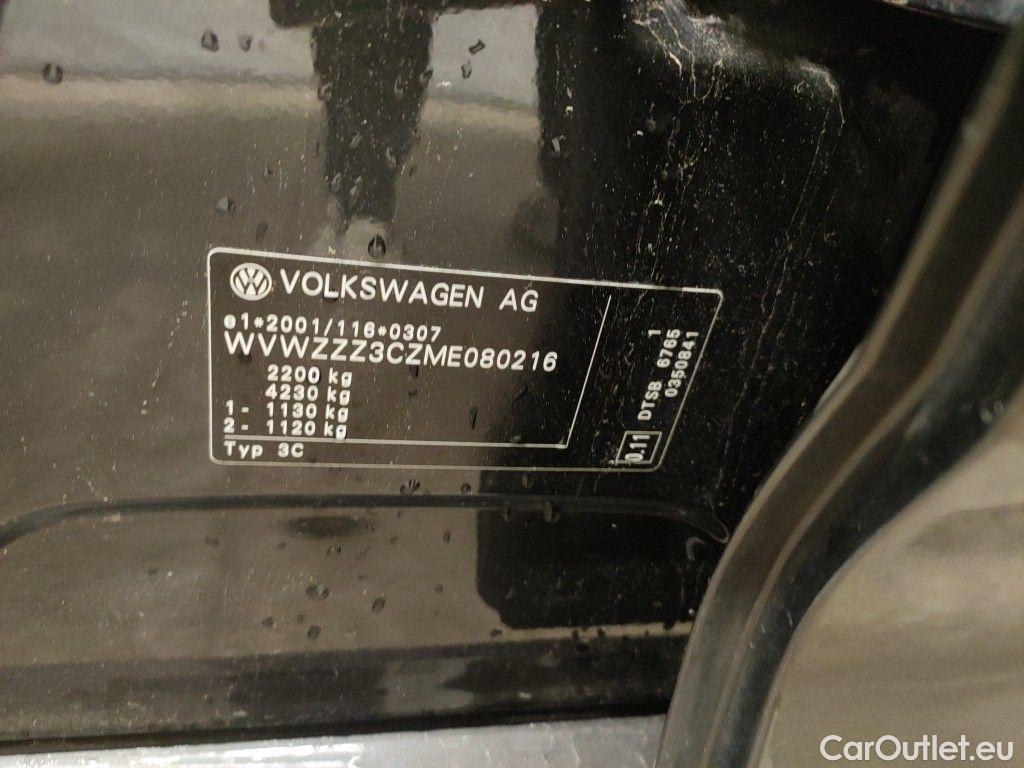 VOLKSWAGEN AG
e1*2001/116*0307
WVWZZZ3CZME080216
2200 kg
4230 kg
1- 1130 kg
2- 1120 kg
Typ 3C
0.11 DTSB 6765 1
0350841
CarOutlet.eu